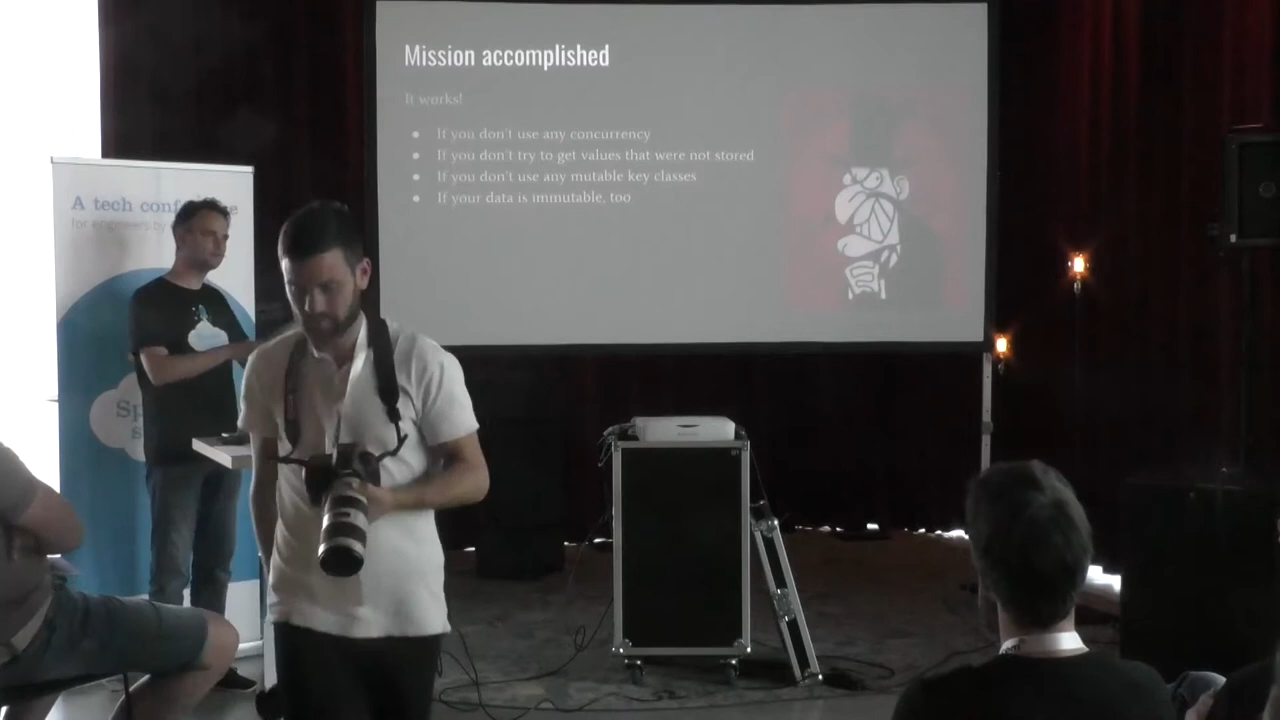 Mission accomplished
It works!
● If you don't use any concurrency
● If you don't try to get values that were not stored
● If you don't use any mutable key classes
● If your data is immutable, too
A tech conf
for engineers by
Sp
s